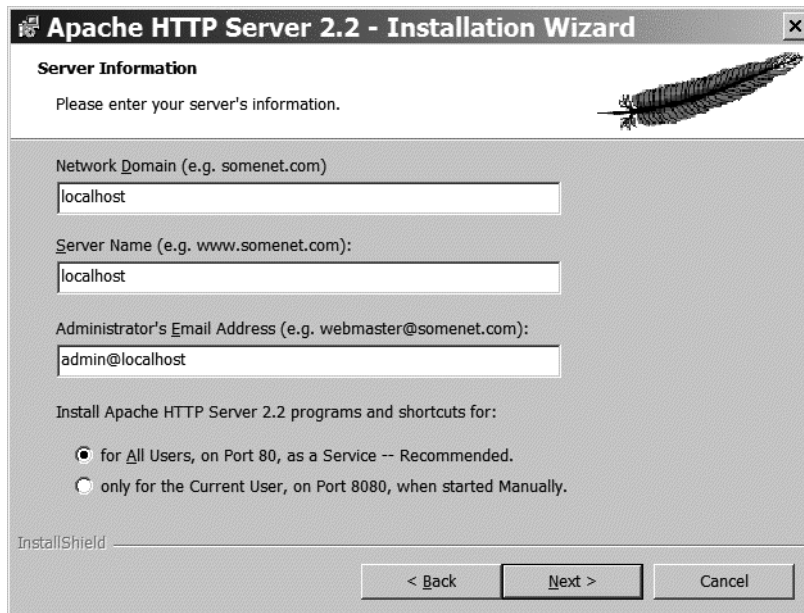 Apache HTTP Server 2.2 - Installation Wizard
Server Information
Please enter your server's information.
Network Domain (e.g. somenet.com)
localhost
Server Name (e.g. www.somenet.com):
localhost
Administrator's Email Address (e.g. webmaster@somenet.com):
admin@localhost
Install Apache HTTP Server 2.2 programs and shortcuts for:
for All Users, on Port 80, as a Service -- Recommended.
only for the Current User, on Port 8080, when started Manually.
InstallShield
< Back Next > Cancel